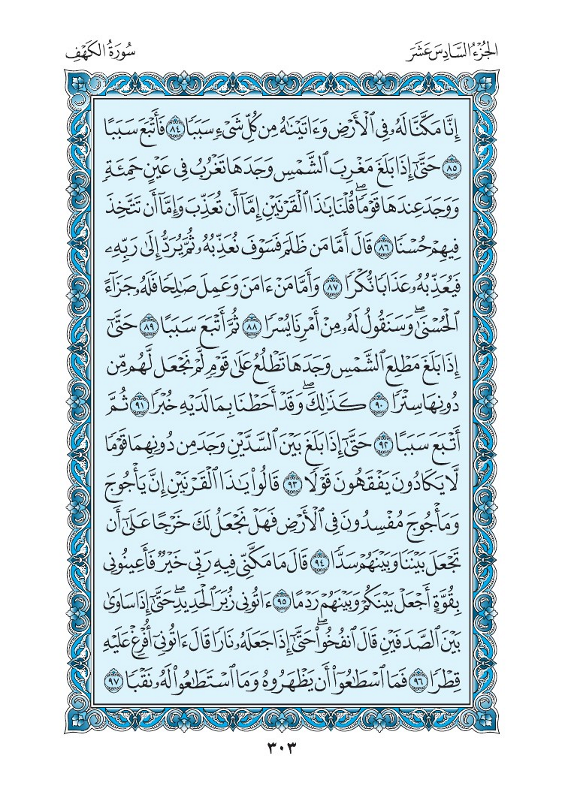 الجُزْءُ السَّادِسَ عَشَرَ
سُورَةُ الكَهْفِ
إِنَّا مَكَّنَّا لَهُۥ فِى ٱلْأَرْضِ وَءَاتَيْنَٰهُ مِن كُلِّ شَىْءٍ سَبَبًا ٨٤ فَأَتْبَعَ سَبَبًا
٨٥ حَتَّىٰٓ إِذَا بَلَغَ مَغْرِبَ ٱلشَّمْسِ وَجَدَهَا تَغْرُبُ فِى عَيْنٍ حَمِئَةٍ
وَوَجَدَ عِندَهَا قَوْمًا ۗ قُلْنَا يَٰذَا ٱلْقَرْنَيْنِ إِمَّآ أَن تُعَذِّبَ وَإِمَّآ أَن تَتَّخِذَ
فِيهِمْ حُسْنًا ٨٦ قَالَ أَمَّا مَن ظَلَمَ فَسَوْفَ نُعَذِّبُهُۥ ثُمَّ يُرَدُّ إِلَىٰ رَبِّهِۦ
فَيُعَذِّبُهُۥ عَذَابًا نُّكْرًا ٨٧ وَأَمَّا مَنْ ءَامَنَ وَعَمِلَ صَٰلِحًا فَلَهُۥ جَزَآءً
ٱلْحُسْنَىٰ ۖ وَسَنَقُولُ لَهُۥ مِنْ أَمْرِنَا يُسْرًا ٨٨ ثُمَّ أَتْبَعَ سَبَبًا ٨٩ حَتَّىٰٓ
إِذَا بَلَغَ مَطْلِعَ ٱلشَّمْسِ وَجَدَهَا تَطْلُعُ عَلَىٰ قَوْمٍ لَّمْ نَجْعَل لَّهُم مِّن
دُونِهَا سِتْرًا ٩٠ كَذَٰلِكَ ۖ وَقَدْ أَحَطْنَا بِمَا لَدَيْهِ خُبْرًا ٩١ ثُمَّ
أَتْبَعَ سَبَبًا ٩٢ حَتَّىٰٓ إِذَا بَلَغَ بَيْنَ ٱلسَّدَّيْنِ وَجَدَ مِن دُونِهِمَا قَوْمًا
لَّا يَكَادُونَ يَفْقَهُونَ قَوْلًا ٩٣ قَالُوا۟ يَٰذَا ٱلْقَرْنَيْنِ إِنَّ يَأْجُوجَ
وَمَأْجُوجَ مُفْسِدُونَ فِى ٱلْأَرْضِ فَهَلْ نَجْعَلُ لَكَ خَرْجًا عَلَىٰٓ أَن
تَجْعَلَ بَيْنَنَا وَبَيْنَهُمْ سَدًّا ٩٤ قَالَ مَا مَكَّنِّى فِيهِ رَبِّى خَيْرٌ فَأَعِينُونِى
بِقُوَّةٍ أَجْعَلْ بَيْنَكُمْ وَبَيْنَهُمْ رَدْمًا ٩٥ ءَاتُونِى زُبَرَ ٱلْحَدِيدِ ۖ حَتَّىٰٓ إِذَا سَاوَىٰ
بَيْنَ ٱلصَّدَفَيْنِ قَالَ ٱنفُخُوا۟ ۖ حَتَّىٰٓ إِذَا جَعَلَهُۥ نَارًا قَالَ ءَاتُونِىٓ أُفْرِغْ عَلَيْهِ
قِطْرًا ٩٦ فَمَا ٱسْطَٰعُوٓا۟ أَن يَظْهَرُوهُ وَمَا ٱسْتَطَٰعُوا۟ لَهُۥ نَقْبًا ٩٧
٣٠٣